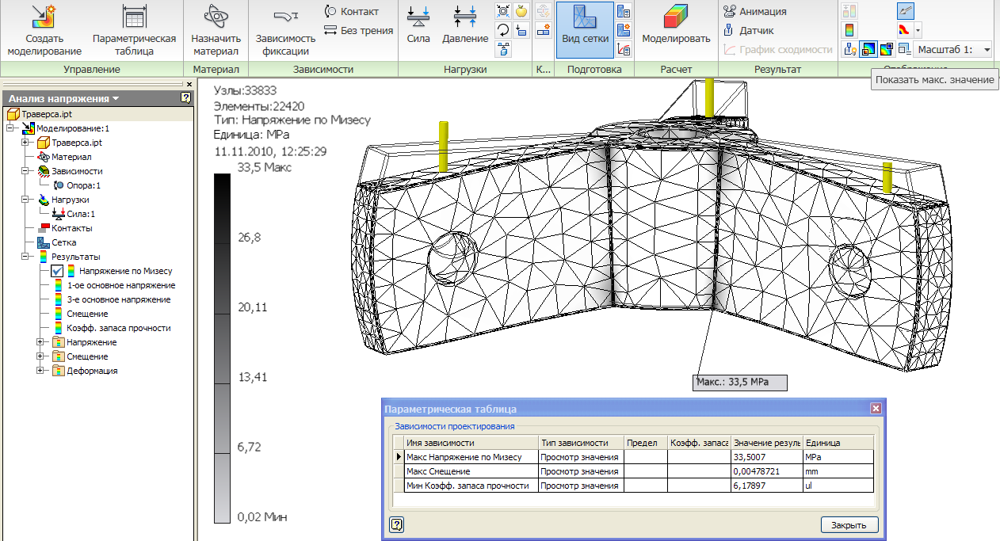 Создать моделирование
Параметрическая таблица
Управление
Назначить материал
Материал
Зависимость фиксации
Контакт
Без трения
Зависимости
Сила
Давление
Нагрузки
К...
Вид сетки
Подготовка
Моделировать
Расчет
Анимация
Датчик
График сходимости
Результат
Масштаб 1:
Показать макс. значение
Анализ напряжения
Траверса.ipt
Моделирование:1
Траверса.ipt
Материал
Зависимости
Опора:1
Нагрузки
Сила:1
Контакты
Сетка
Результаты
Напряжение по Мизесу
1-ое основное напряжение
3-е основное напряжение
Смещение
Коэфф. запаса прочности
Напряжение
Смещение
Деформация
Узлы:33833
Элементы:22420
Тип: Напряжение по Мизесу
Единица: MPa
11.11.2010, 12:25:29
33,5 Макс
26,8
20,11
13,41
6,72
0,02 Мин
Макс.: 33,5 MPa
Параметрическая таблица
Зависимости проектирования
Имя зависимости Тип зависимости Предел Коэфф. запаса Значение резуль Единица
Макс Напряжение по Мизесу Просмотр значения 33,5007 MPa
Макс Смещение Просмотр значения 0,00478721 mm
Мин Коэфф. запаса прочности Просмотр значения 6,17897 ul
Закрыть